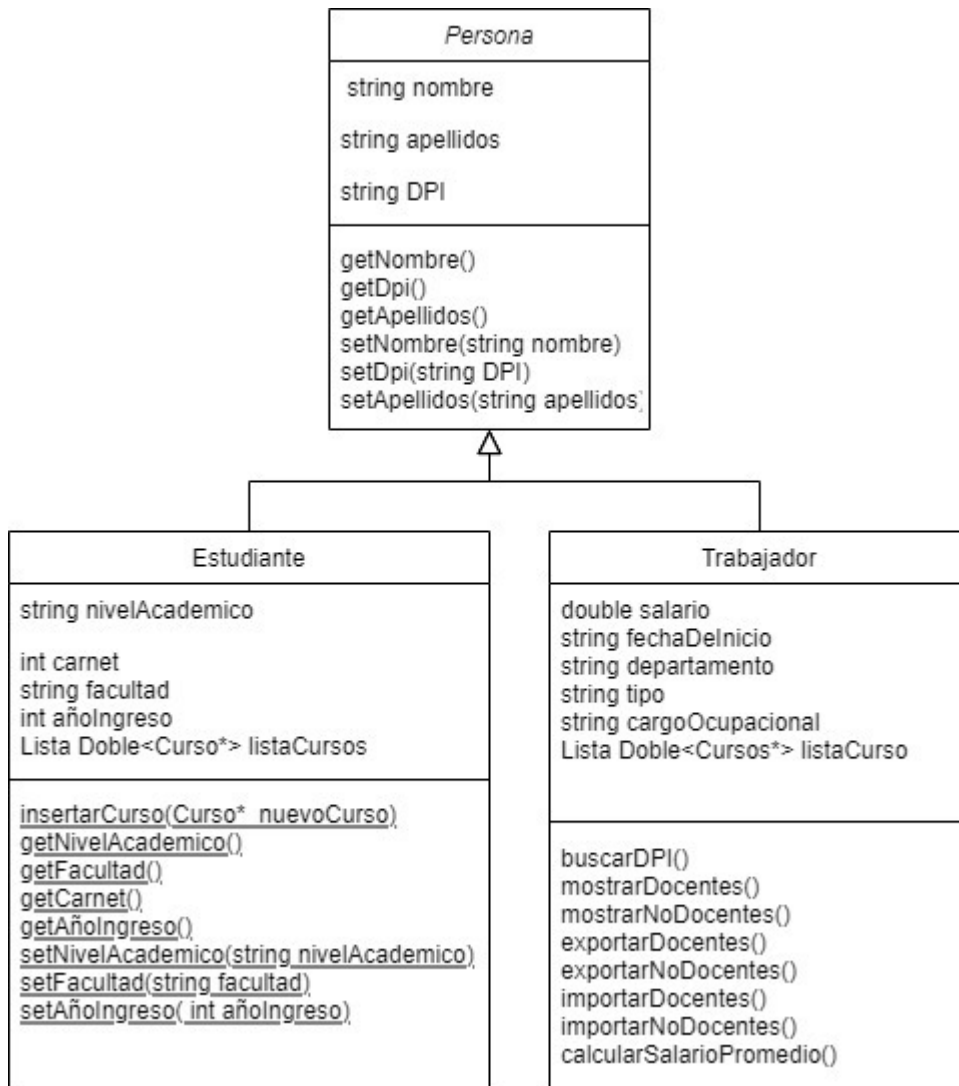 Persona
string nombre
string apellidos
string DPI
getNombre()
getDpi()
getApellidos()
setNombre(string nombre)
setDpi(string DPI)
setApellidos(string apellidos)
Estudiante
string nivelAcademico
int carnet
string facultad
int añoIngreso
Lista Doble<Curso*> listaCursos
insertarCurso(Curso* nuevoCurso)
getNivelAcademico()
getFacultad()
getCarnet()
getAñoIngreso()
setNivelAcademico(string nivelAcademico)
setFacultad(string facultad)
setAñoIngreso( int añoIngreso)
Trabajador
double salario
string fechaDeInicio
string departamento
string tipo
string cargoOcupacional
Lista Doble<Cursos*> listaCurso
buscarDPI()
mostrarDocentes()
mostrarNoDocentes()
exportarDocentes()
exportarNoDocentes()
importarDocentes()
importarNoDocentes()
calcularSalarioPromedio()